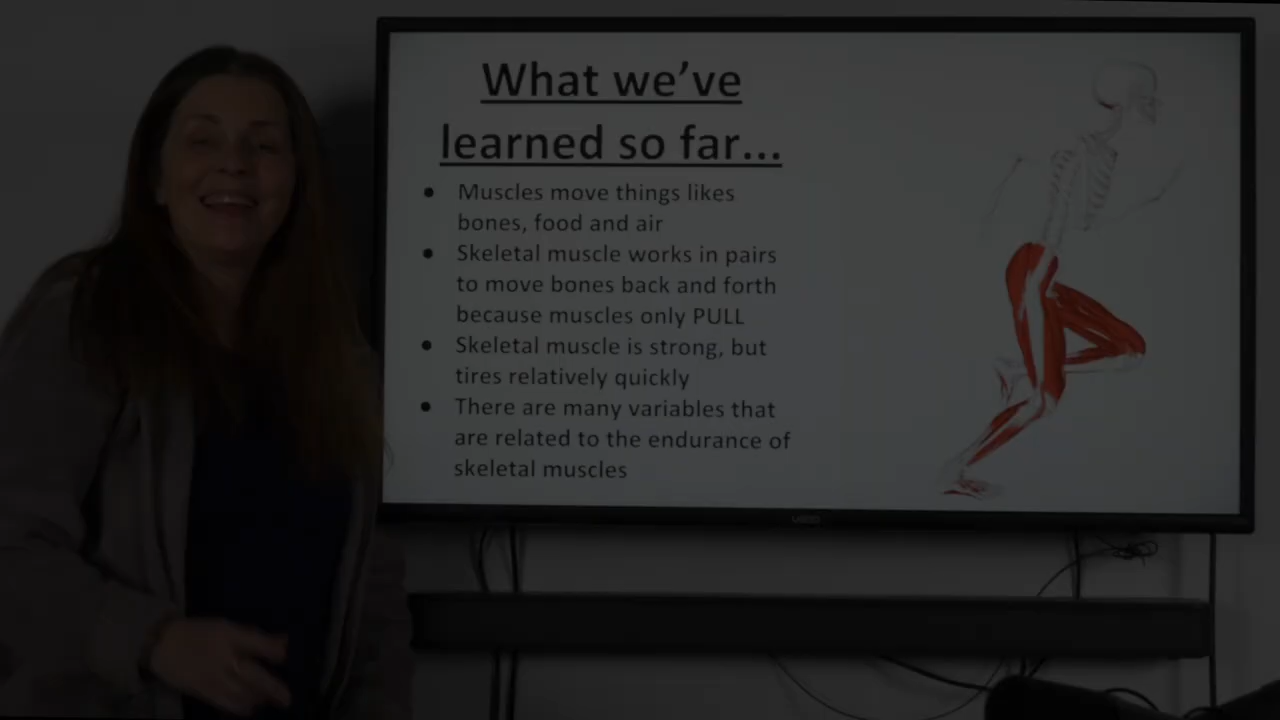 What we've
learned so far...
● Muscles move things likes
bones, food and air
● Skeletal muscle works in pairs
to move bones back and forth
because muscles only PULL
● Skeletal muscle is strong, but
tires relatively quickly
● There are many variables that
are related to the endurance of
skeletal muscles